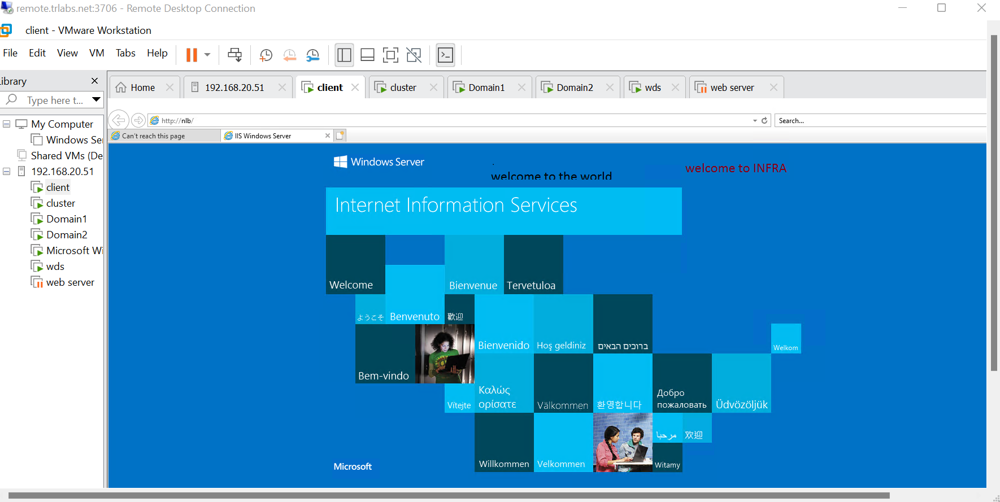 remote.trlabs.net:3706 - Remote Desktop Connection
client - VMware Workstation
File Edit View VM Tabs Help
Library
Type here t...
My Computer
Windows Ser
Shared VMs (De
192.168.20.51
client
cluster
Domain1
Domain2
Microsoft Wi
wds
web server
Home 192.168.20.51 client cluster Domain1 Domain2 wds web server
http://nlb/
Search...
Can't reach this page
IIS Windows Server
Windows Server
welcome to the world
welcome to INFRA
Internet Information Services
Welcome
Bienvenue
Tervetuloa
ようこそ
Benvenuto
歡迎
Bienvenido
Hoş geldiniz
ברוכים הבאים
Welkom
Bem-vindo
Vítejte
Καλώς
ορίσατε
Välkommen
환영합니다
Добро
пожаловать
Üdvözöljük
Willkommen
Velkommen
مرحبا
欢迎
Witamy
Microsoft